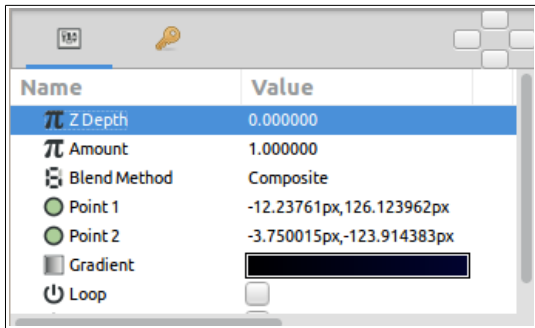 Name Value
Z Depth 0.000000
Amount 1.000000
Blend Method Composite
Point 1 -12.23761px,126.123962px
Point 2 -3.750015px,-123.914383px
Gradient
Loop